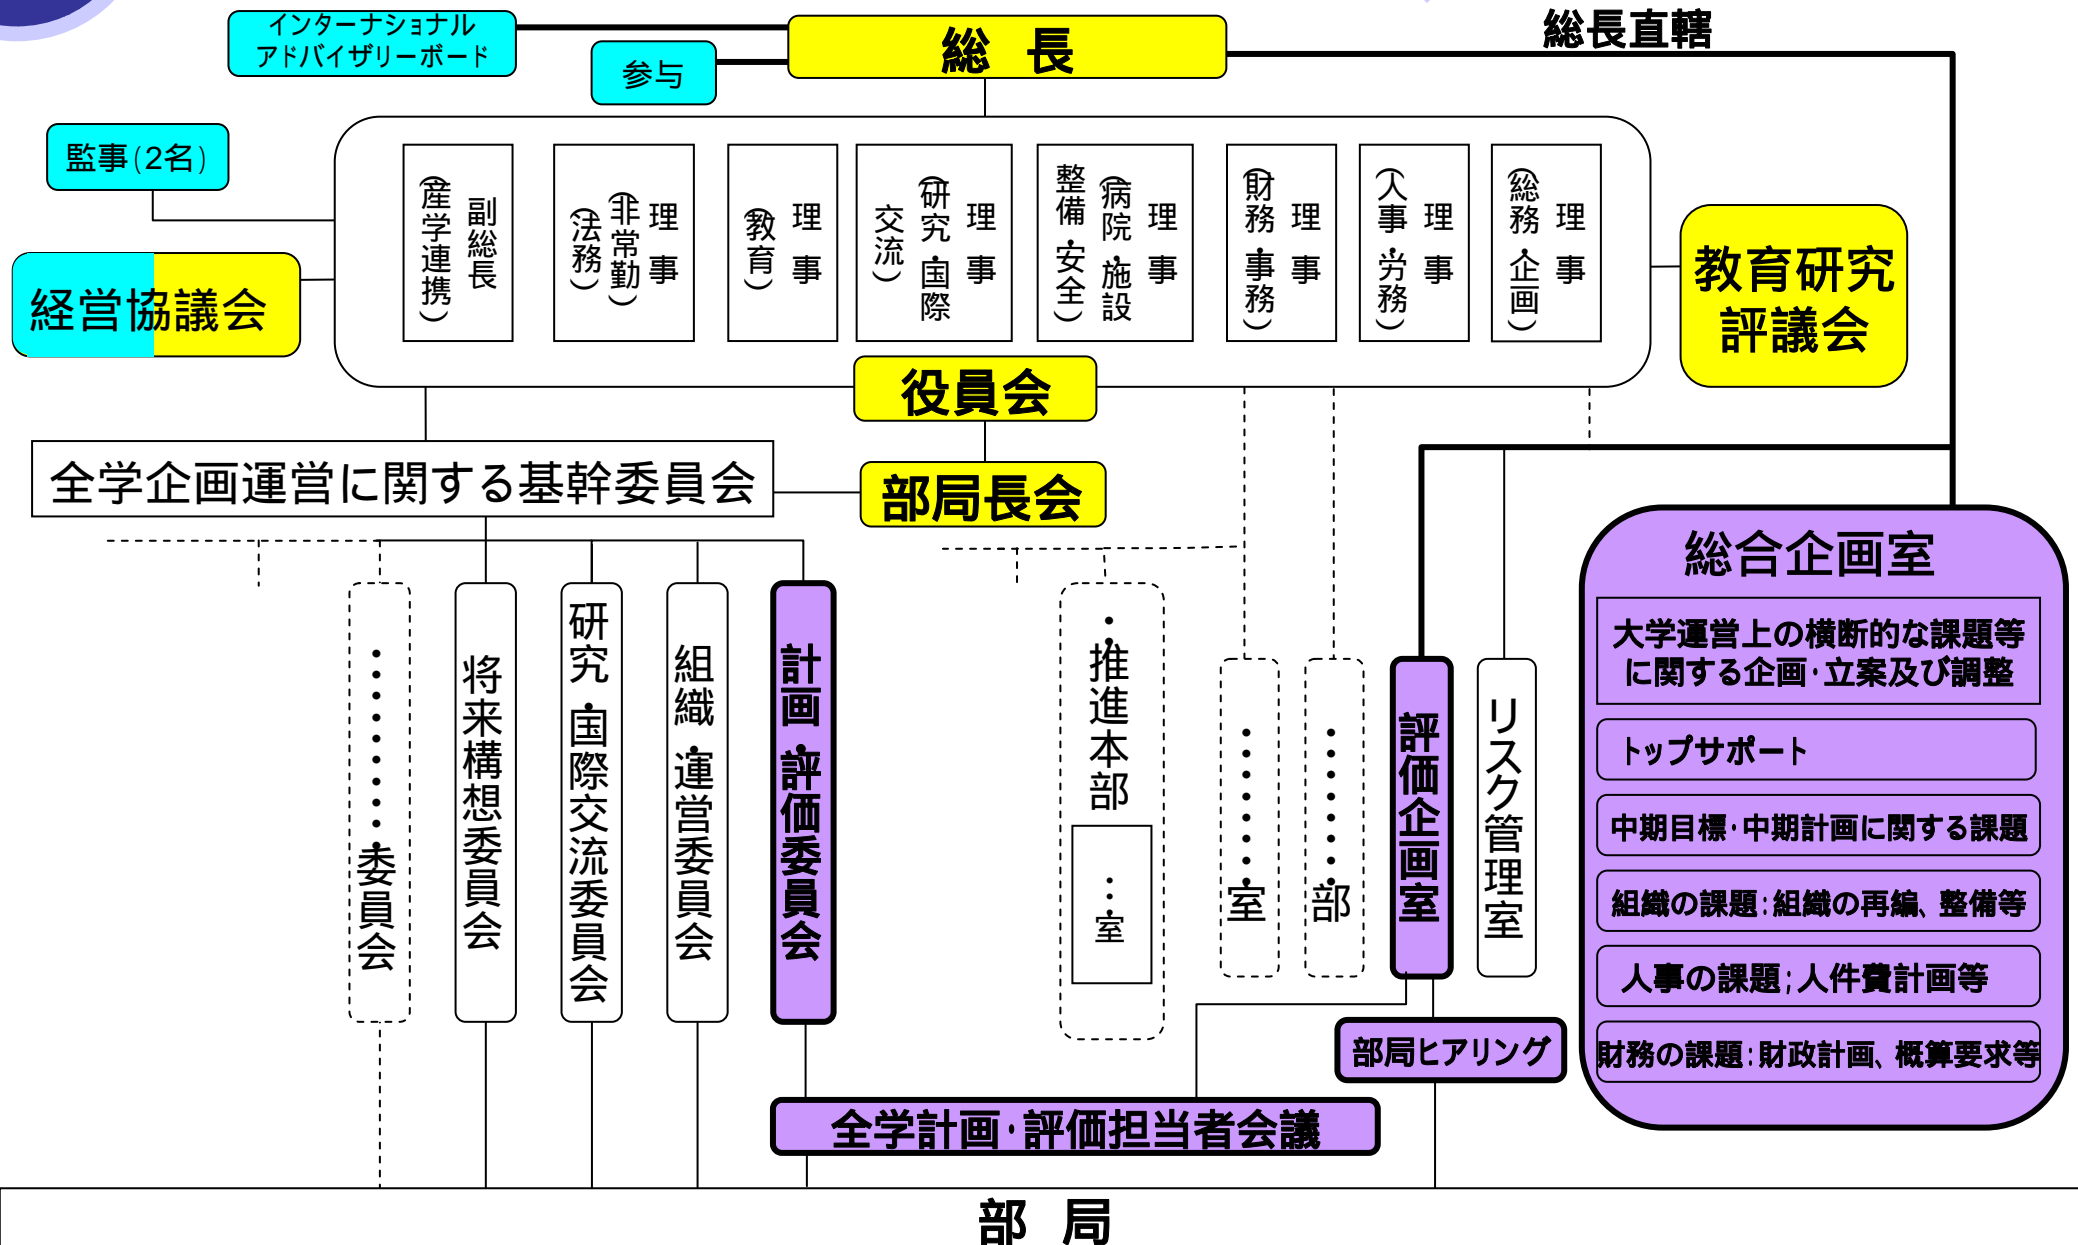 インターナショナル
アドバイザリーボード
参与
総 長
総長直轄
監事(2名)
経営協議会
副総長
(産学連携)
理 事
(非常勤)
(法務)
理 事
(教育)
理 事
(研究・国際
交流)
理 事
(病院・施設
整備・安全)
理 事
(財務・事務)
理 事
(人事・労務)
理 事
(総務・企画)
教育研究
評議会
役員会
全学企画運営に関する基幹委員会
部局長会
・・・・・・・・・・委員会
将来構想委員会
研究・国際交流委員会
組織・運営委員会
計画・評価委員会
・・推進本部
・・・室
・・・・・・・・室
・・・・・・・・部
評価企画室
リスク管理室
総合企画室
大学運営上の横断的な課題等
に関する企画・立案及び調整
トップサポート
中期目標・中期計画に関する課題
組織の課題:組織の再編、整備等
人事の課題;人件費計画等
財務の課題:財政計画、概算要求等
部局ヒアリング
全学計画・評価担当者会議
部 局